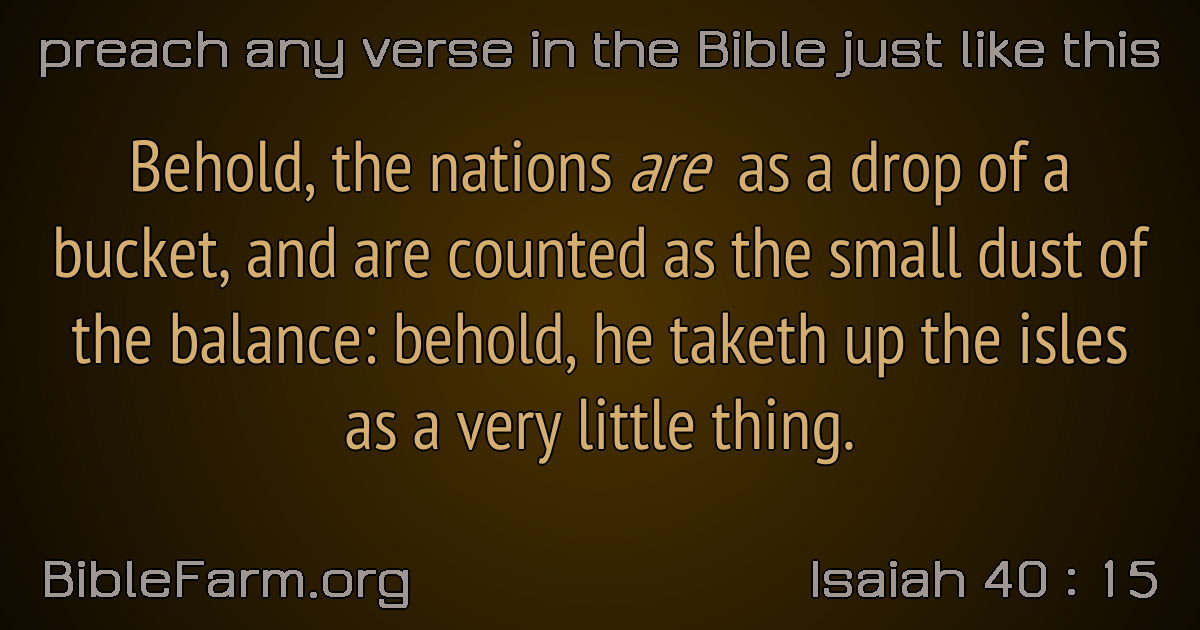 preach any verse in the Bible just like this
Behold, the nations are as a drop of a
bucket, and are counted as the small dust of
the balance: behold, he taketh up the isles
as a very little thing.
BibleFarm.org
Isaiah 40 : 15